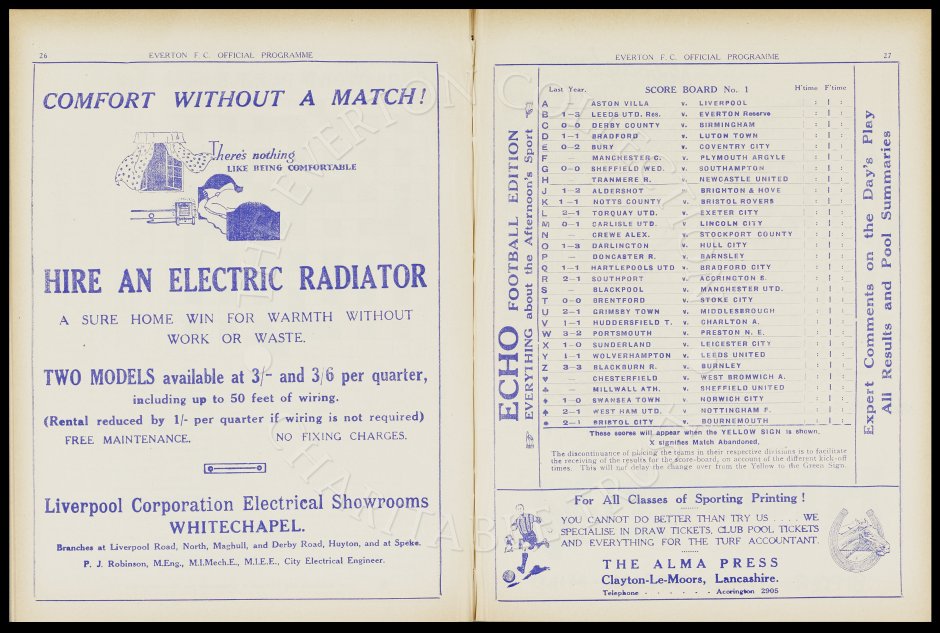 26
EVERTON F. C. OFFICIAL PROGRAMME
COMFORT WITHOUT A MATCH!
There's nothing
LIKE BEING COMFORTABLE
HIRE AN ELECTRIC RADIATOR
A SURE HOME WIN FOR WARMTH WITHOUT
WORK OR WASTE.
TWO MODELS available at 3/- and 3/6 per quarter,
including up to 50 feet of wiring.
(Rental reduced by 1/- per quarter if wiring is not required)
FREE MAINTENANCE. NO FIXING CHARGES.
Liverpool Corporation Electrical Showrooms
WHITECHAPEL.
Branches at Liverpool Road, North, Maghull, and Derby Road, Huyton, and at Speke.
P. J. Robinson, M.Eng., M.I.Mech.E., M.I.E.E., City Electrical Engineer.
EVERTON F. C. OFFICIAL PROGRAMME
27
ECHO FOOTBALL EDITION
EVERYTHING about the Afternoon's Sport
Last Year. SCORE BOARD No. 1 H'time F'time
A ASTON VILLA v. LIVERPOOL : :
B 1-3 LEEDS UTD. Res. v. EVERTON Reserve : :
C 0-0 DERBY COUNTY v. BIRMINGHAM : :
D 1-1 BRADFORD v. LUTON TOWN : :
E 0-2 BURY v. COVENTRY CITY : :
F – MANCHESTER C. v. PLYMOUTH ARGYLE : :
G 0-0 SHEFFIELD WED. v. SOUTHAMPTON : :
H TRANMERE R. v. NEWCASTLE UNITED : :
J 1-2 ALDERSHOT v. BRIGHTON & HOVE : :
K 1-1 NOTTS COUNTY v. BRISTOL ROVERS : :
L 2-1 TORQUAY UTD. v. EXETER CITY : :
M 0-1 CARLISLE UTD. v. LINCOLN CITY : :
N – CREWE ALEX. v. STOCKPORT COUNTY : :
O 1-3 DARLINGTON v. HULL CITY : :
P – DONCASTER R. v. BARNSLEY : :
Q 1-1 HARTLEPOOLS UTD v. BRADFORD CITY : :
R 2-1 SOUTHPORT v. ACCRINGTON S. : :
S – BLACKPOOL v. MANCHESTER UTD. : :
T 0-0 BRENTFORD v. STOKE CITY : :
U 2-1 GRIMSBY TOWN v. MIDDLESBROUGH : :
V 1-1 HUDDERSFIELD T. v. CHARLTON A. : :
W 3-2 PORTSMOUTH v. PRESTON N. E. : :
X 1-0 SUNDERLAND v. LEICESTER CITY : :
Y 1-1 WOLVERHAMPTON v. LEEDS UNITED : :
Z 3-3 BLACKBURN R. v. BURNLEY : :
♥ – CHESTERFIELD v. WEST BROMWICH A. : :
♣ – MILLWALL ATH. v. SHEFFIELD UNITED : :
♦ 1-0 SWANSEA TOWN v. NORWICH CITY : :
♠ 2-1 WEST HAM UTD. v. NOTTINGHAM F. : :
● 2-1 BRISTOL CITY v. BOURNEMOUTH : :
These scores will appear when the YELLOW SIGN is shown.
X signifies Match Abandoned.
The discontinuance of placing the teams in their respective divisions is to facilitate
the receiving of the results for the score-board, on account of the different kick-off
times. This will not delay the change over from the Yellow to the Green Sign.
Expert Comments on the Day's Play
All Results and Pool Summaries
For All Classes of Sporting Printing !
YOU CANNOT DO BETTER THAN TRY US . . . . WE
SPECIALISE IN DRAW TICKETS, CLUB POOL TICKETS
AND EVERYTHING FOR THE TURF ACCOUNTANT.
THE ALMA PRESS
Clayton-Le-Moors, Lancashire.
Telephone - - - - - - Accrington 2905